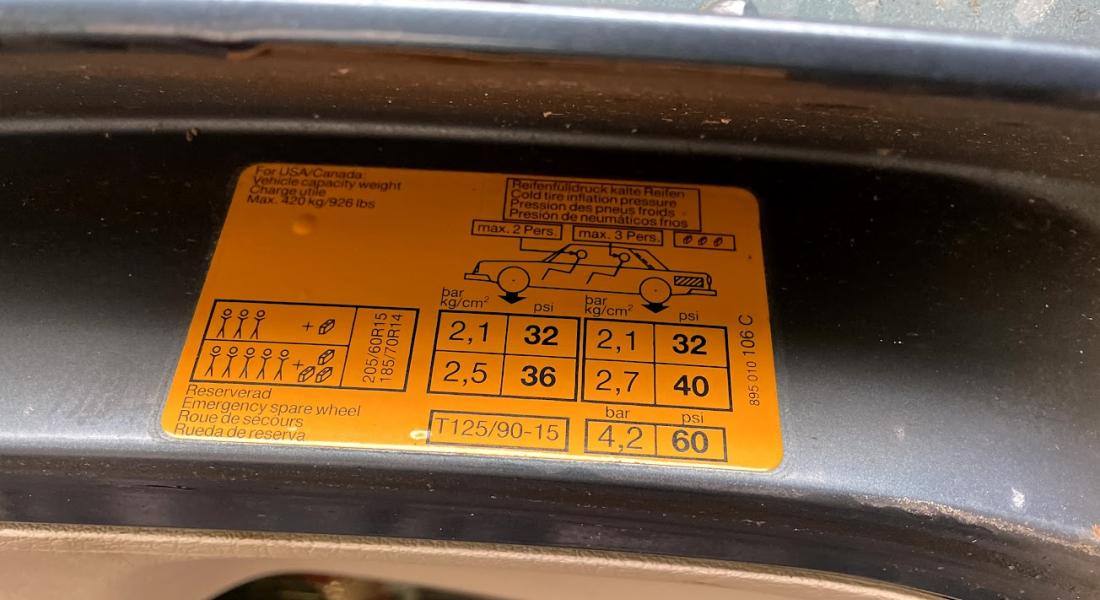 For USA/Canada:
Vehicle capacity weight
Charge utile
Max. 420 kg/926 lbs
Reifenfülldruck kalte Reifen
Cold tire inflation pressure
Pression des pneus froids
Presión de neumáticos frios
max. 2 Pers. max. 3 Pers.
bar psi bar psi
kg/cm² kg/cm²
+ 205/60R15 2,1 32 2,1 32
+ 185/70R14 2,5 36 2,7 40
895 010 106 C
Reserverad
Emergency spare wheel
Roue de secours
Rueda de reserva
bar psi
T125/90-15 4,2 60